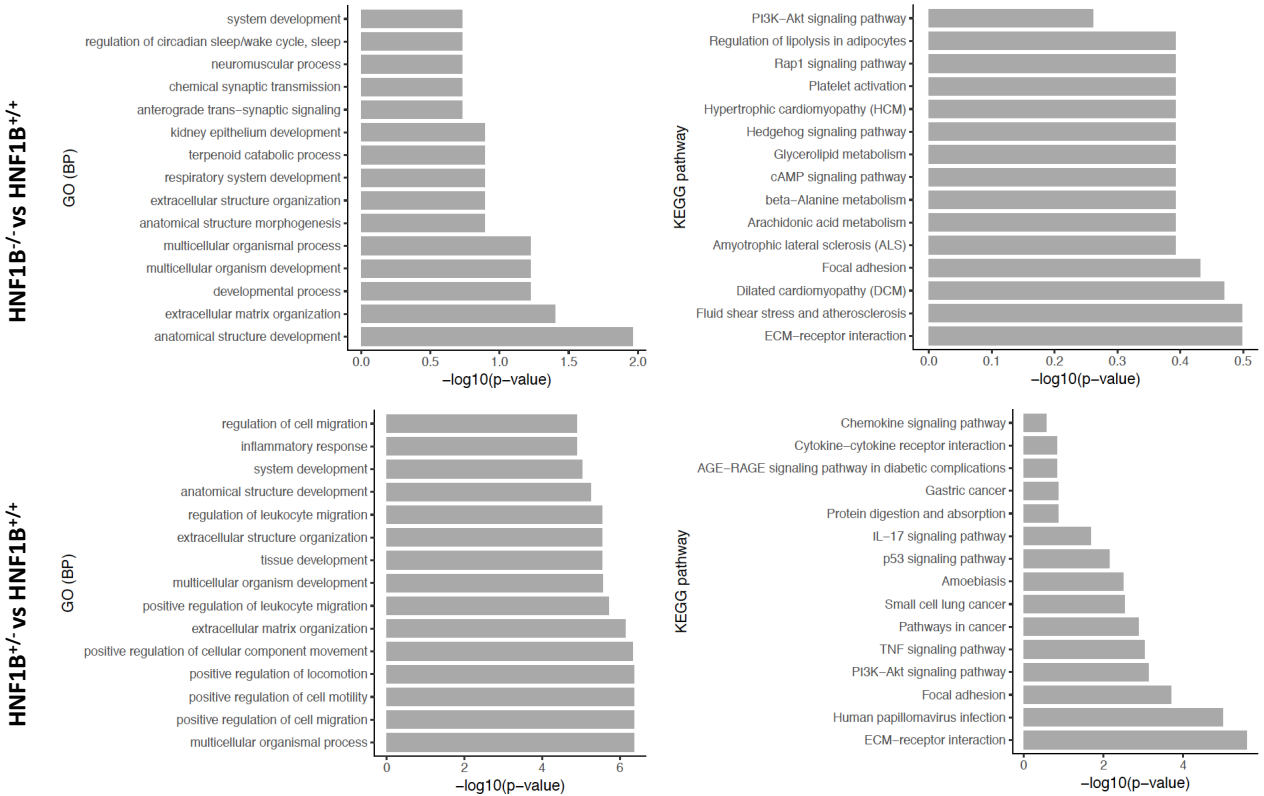 HNF1B-/- vs HNF1B+/+
GO (BP)
system development
regulation of circadian sleep/wake cycle, sleep
neuromuscular process
chemical synaptic transmission
anterograde trans−synaptic signaling
kidney epithelium development
terpenoid catabolic process
respiratory system development
extracellular structure organization
anatomical structure morphogenesis
multicellular organismal process
multicellular organism development
developmental process
extracellular matrix organization
anatomical structure development
0.0 0.5 1.0 1.5 2.0
−log10(p−value)
KEGG pathway
PI3K−Akt signaling pathway
Regulation of lipolysis in adipocytes
Rap1 signaling pathway
Platelet activation
Hypertrophic cardiomyopathy (HCM)
Hedgehog signaling pathway
Glycerolipid metabolism
cAMP signaling pathway
beta−Alanine metabolism
Arachidonic acid metabolism
Amyotrophic lateral sclerosis (ALS)
Focal adhesion
Dilated cardiomyopathy (DCM)
Fluid shear stress and atherosclerosis
ECM−receptor interaction
0.0 0.1 0.2 0.3 0.4 0.5
−log10(p−value)
HNF1B+/- vs HNF1B+/+
GO (BP)
regulation of cell migration
inflammatory response
system development
anatomical structure development
regulation of leukocyte migration
extracellular structure organization
tissue development
multicellular organism development
positive regulation of leukocyte migration
extracellular matrix organization
positive regulation of cellular component movement
positive regulation of locomotion
positive regulation of cell motility
positive regulation of cell migration
multicellular organismal process
0 2 4 6
−log10(p−value)
KEGG pathway
Chemokine signaling pathway
Cytokine−cytokine receptor interaction
AGE−RAGE signaling pathway in diabetic complications
Gastric cancer
Protein digestion and absorption
IL−17 signaling pathway
p53 signaling pathway
Amoebiasis
Small cell lung cancer
Pathways in cancer
TNF signaling pathway
PI3K−Akt signaling pathway
Focal adhesion
Human papillomavirus infection
ECM−receptor interaction
0 2 4
−log10(p−value)